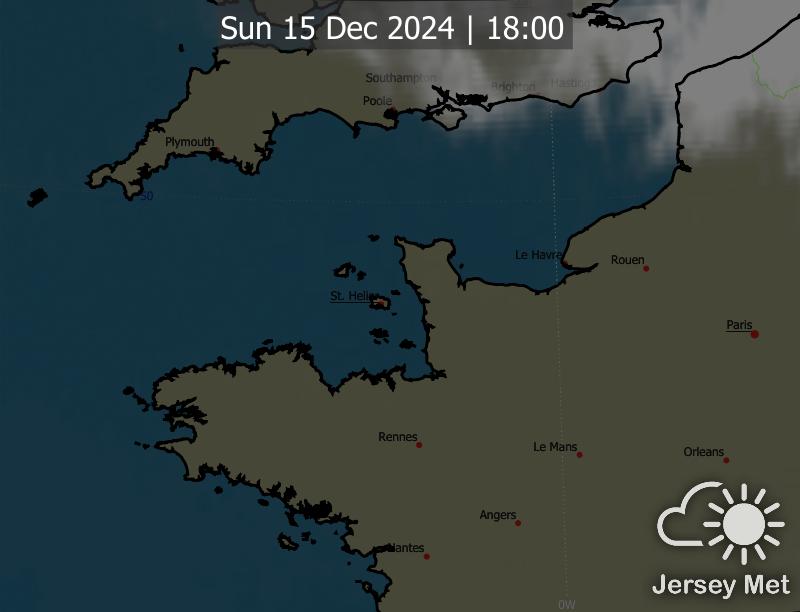 Sun 15 Dec 2024 | 18:00
Southampton
Brighton
Hasting
Poole
Plymouth
50
Le Havre
Rouen
St. Helier
Paris
Rennes
Le Mans
Orleans
Angers
Nantes
Jersey Met
0W